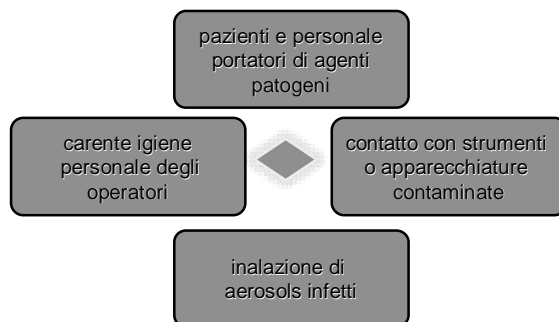 pazienti e personale
portatori di agenti
patogeni
carente igiene
personale degli
operatori
contatto con strumenti
o apparecchiature
contaminate
inalazione di
aerosols infetti